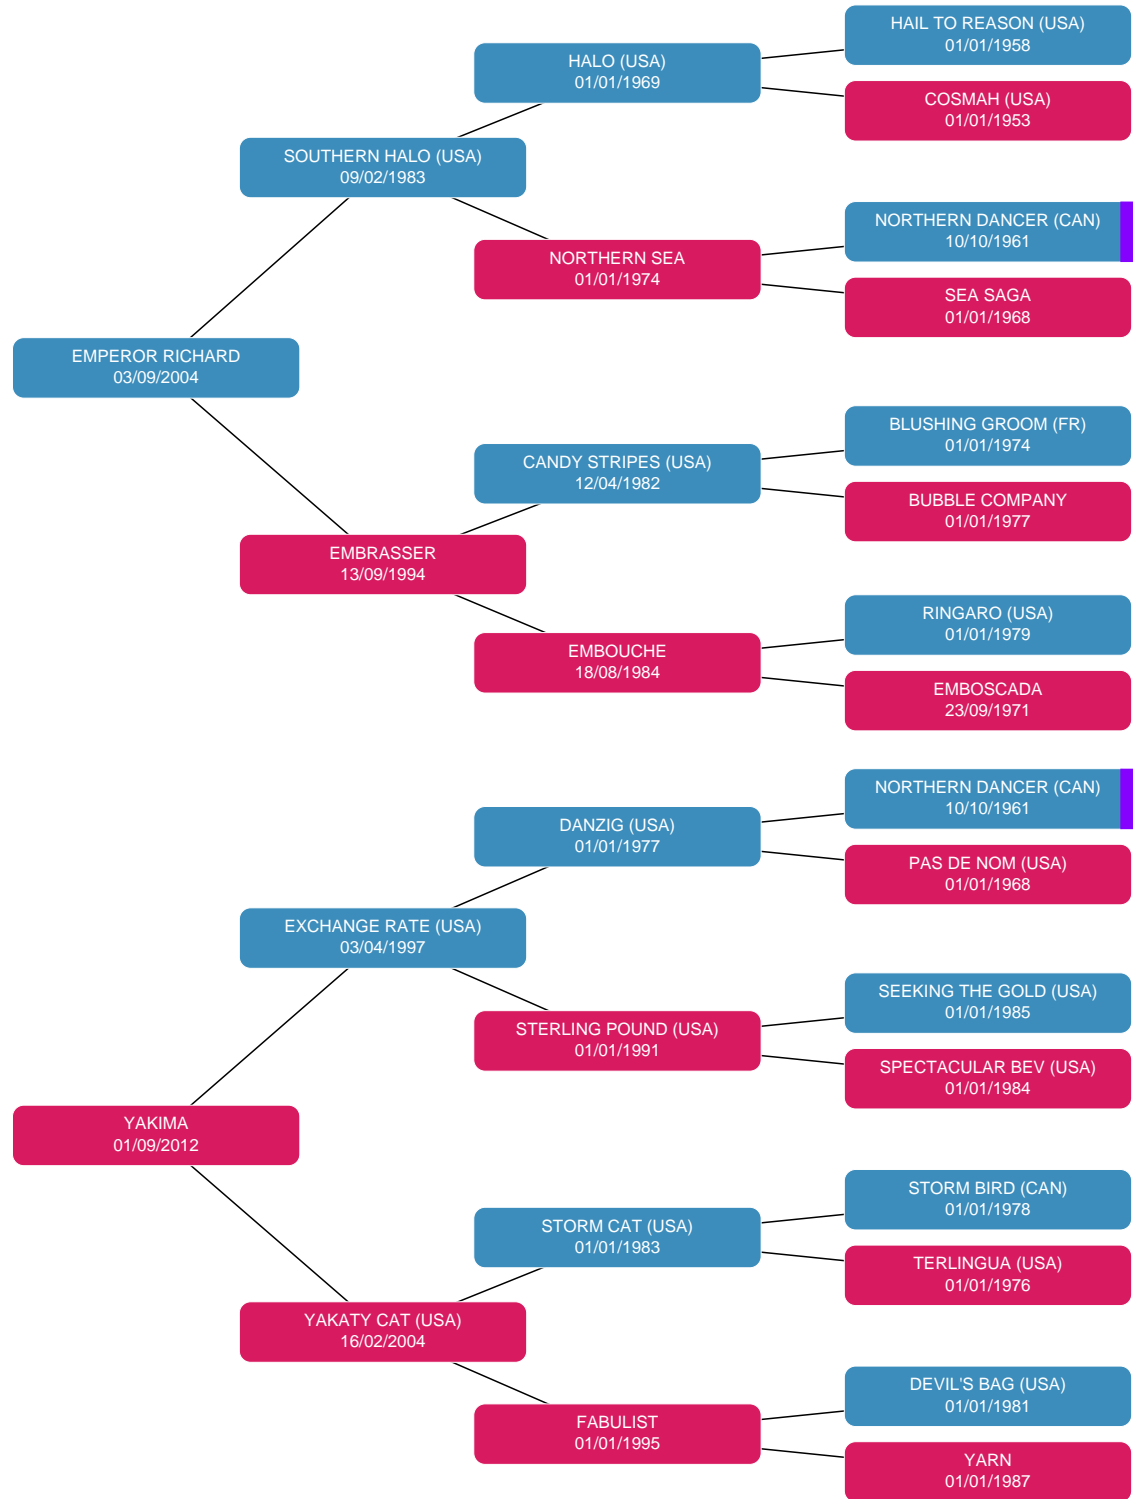 HAIL TO REASON (USA)
01/01/1958
HALO (USA)
01/01/1969
COSMAH (USA)
01/01/1953
SOUTHERN HALO (USA)
09/02/1983
NORTHERN DANCER (CAN)
10/10/1961
NORTHERN SEA
01/01/1974
SEA SAGA
01/01/1968
EMPEROR RICHARD
03/09/2004
BLUSHING GROOM (FR)
01/01/1974
CANDY STRIPES (USA)
12/04/1982
BUBBLE COMPANY
01/01/1977
EMBRASSER
13/09/1994
RINGARO (USA)
01/01/1979
EMBOUCHE
18/08/1984
EMBOSCADA
23/09/1971
NORTHERN DANCER (CAN)
10/10/1961
DANZIG (USA)
01/01/1977
PAS DE NOM (USA)
01/01/1968
EXCHANGE RATE (USA)
03/04/1997
SEEKING THE GOLD (USA)
01/01/1985
STERLING POUND (USA)
01/01/1991
SPECTACULAR BEV (USA)
01/01/1984
YAKIMA
01/09/2012
STORM BIRD (CAN)
01/01/1978
STORM CAT (USA)
01/01/1983
TERLINGUA (USA)
01/01/1976
YAKATY CAT (USA)
16/02/2004
DEVIL'S BAG (USA)
01/01/1981
FABULIST
01/01/1995
YARN
01/01/1987